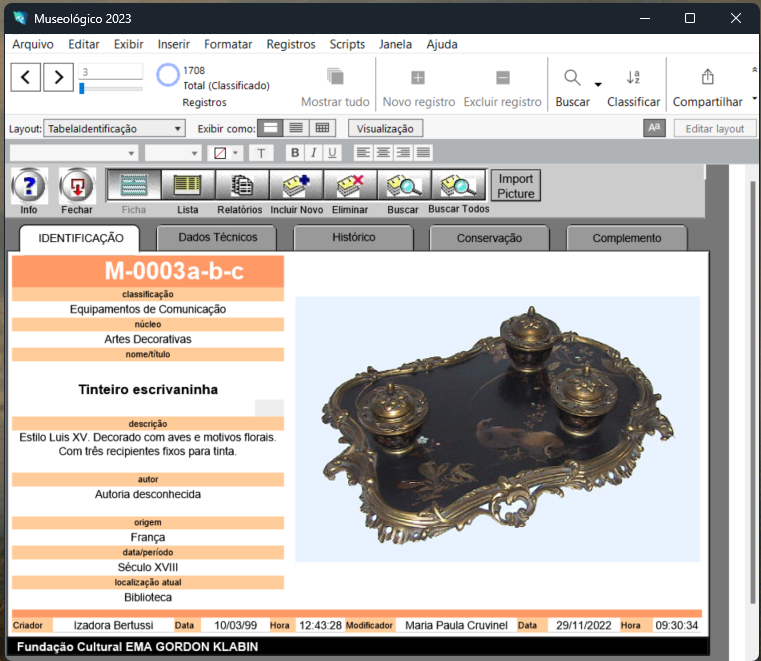 Museológico 2023
Arquivo Editar Exibir Inserir Formatar Registros Scripts Janela Ajuda
3
1708
Total (Classificado)
Registros
Mostrar tudo Novo registro Excluir registro Buscar Classificar Compartilhar
Layout: TabelaIdentificação Exibir como: Visualização Aa Editar layout
T B I U
Info Fechar Ficha Lista Relatórios Incluir Novo Eliminar Buscar Buscar Todos
Import
Picture
IDENTIFICAÇÃO Dados Técnicos Histórico Conservação Complemento
M-0003a-b-c
classificação
Equipamentos de Comunicação
núcleo
Artes Decorativas
nome/título
Tinteiro escrivaninha
descrição
Estilo Luis XV. Decorado com aves e motivos florais.
Com três recipientes fixos para tinta.
autor
Autoria desconhecida
origem
França
data/período
Século XVIII
localização atual
Biblioteca
Criador Izadora Bertussi Data 10/03/99 Hora 12:43:28 Modificador Maria Paula Cruvinel Data 29/11/2022 Hora 09:30:34
Fundação Cultural EMA GORDON KLABIN